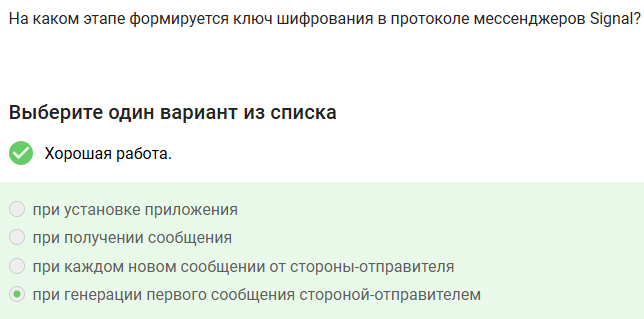 На каком этапе формируется ключ шифрования в протоколе мессенджеров Signal?
Выберите один вариант из списка
Хорошая работа.
при установке приложения
при получении сообщения
при каждом новом сообщении от стороны-отправителя
при генерации первого сообщения стороной-отправителем